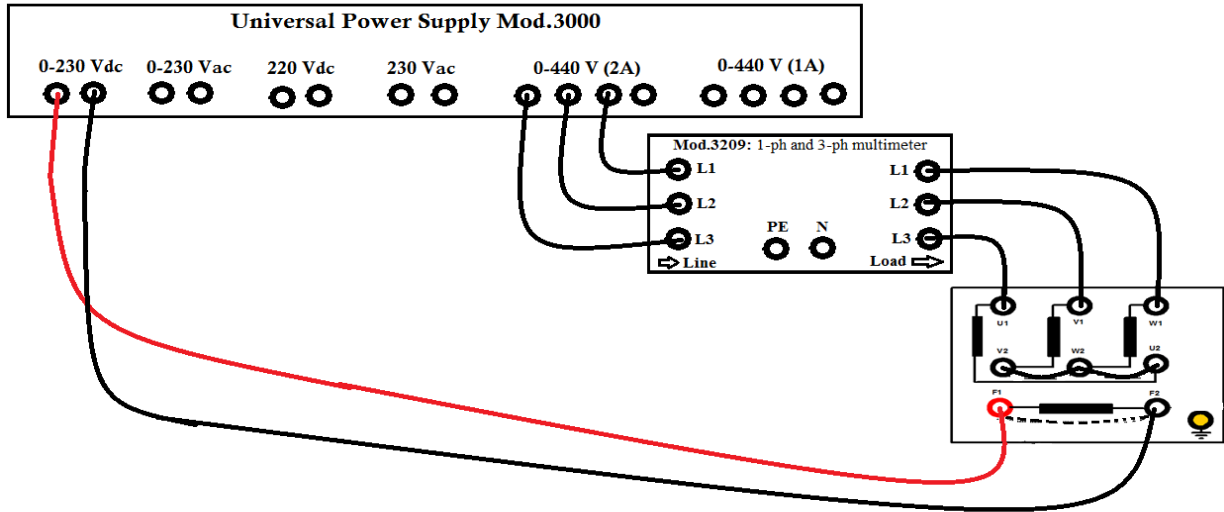 Universal Power Supply Mod.3000
0-230 Vdc 0-230 Vac 220 Vdc 230 Vac 0-440 V (2A) 0-440 V (1A)
Mod.3209: 1-ph and 3-ph multimeter
L1 L1
L2 L2
PE N
L3 L3
Line Load
U1 V1 W1
V2 W2 U2
F1 F2